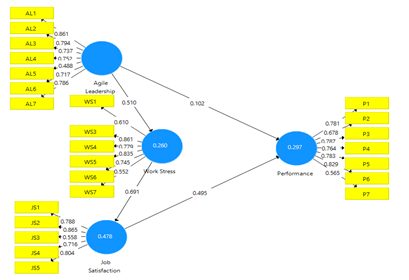 AL1
AL2
AL3
AL4
AL5
AL6
AL7
0.861
0.794
0.737
0.752
0.488
0.717
0.786
Agile
Leadership
WS1
WS3
WS4
WS5
WS6
WS7
0.510
0.102
0.610
0.861
0.779
0.835
0.745
0.552
0.260
Work Stress
0.691
0.495
JS1
JS2
JS3
JS4
JS5
0.788
0.865
0.558
0.716
0.804
0.478
Job
Satisfaction
0.297
Performance
0.781
0.678
0.767
0.764
0.783
0.829
0.565
P1
P2
P3
P4
P5
P6
P7